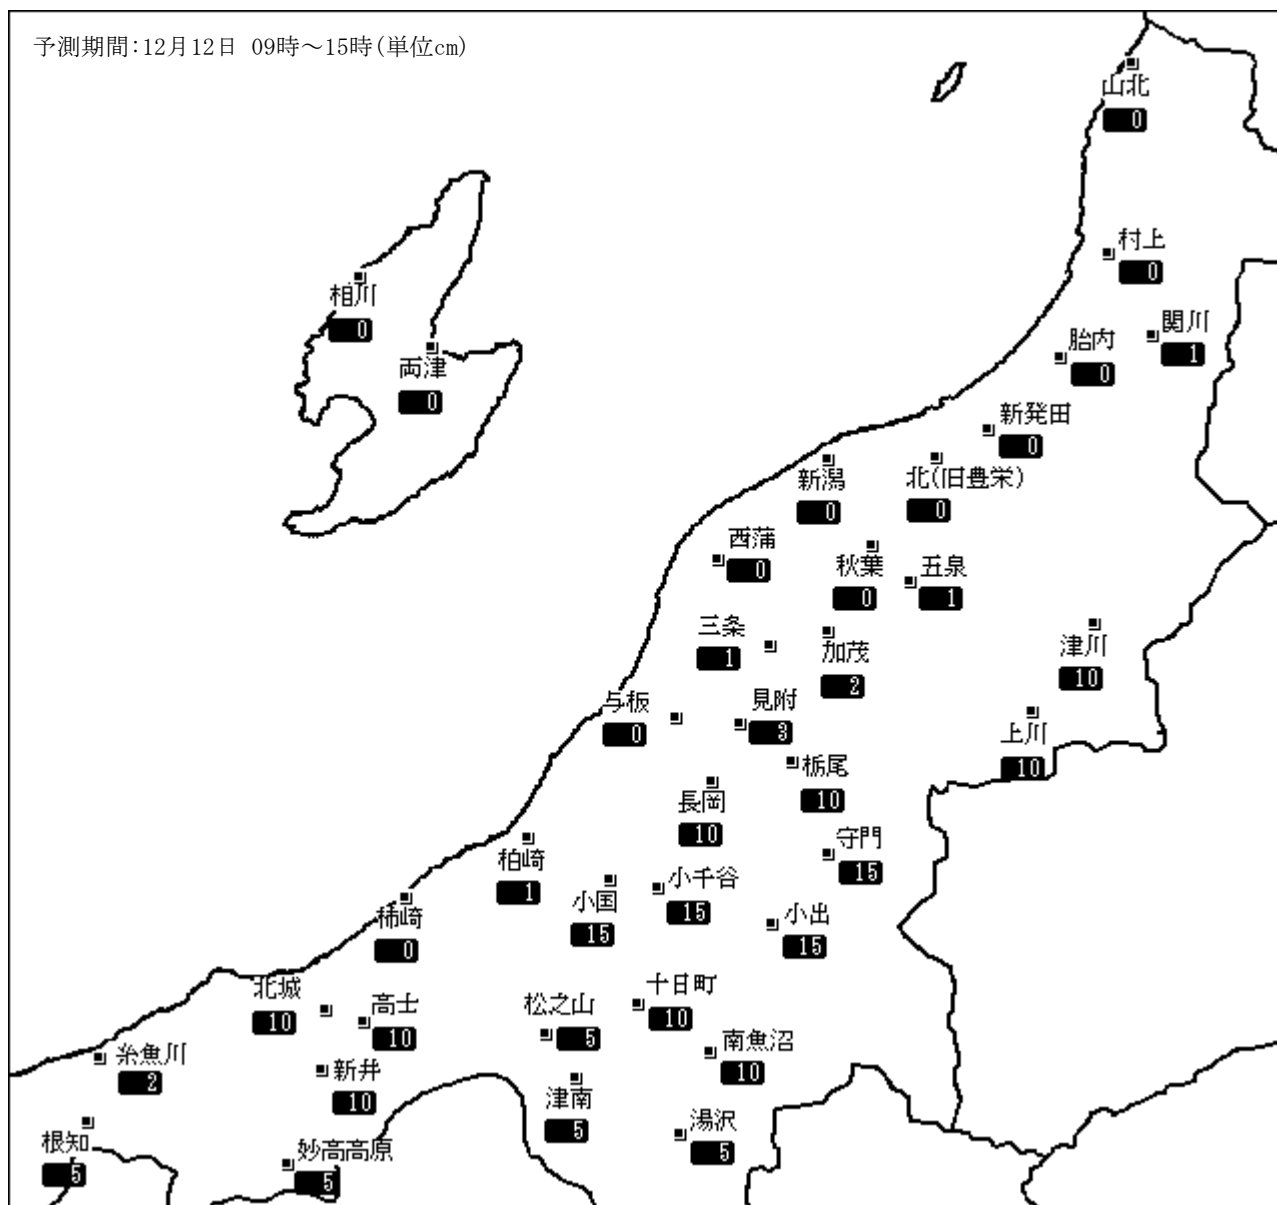 予測期間:12月12日 09時～15時(単位cm)
山北
0
村上
0
関川
1
胎内
0
相川
0
両津
0
新発田
0
新潟
0
北(旧豊栄)
0
西蒲
0
秋葉
0
五泉
1
三条
1
加茂
2
津川
10
与板
0
見附
3
上川
10
栃尾
10
長岡
10
守門
15
柏崎
1
小国
15
小千谷
15
小出
15
柿崎
0
北城
10
高士
10
松之山
5
十日町
10
南魚沼
10
糸魚川
2
新井
10
津南
5
湯沢
5
根知
5
妙高高原
5